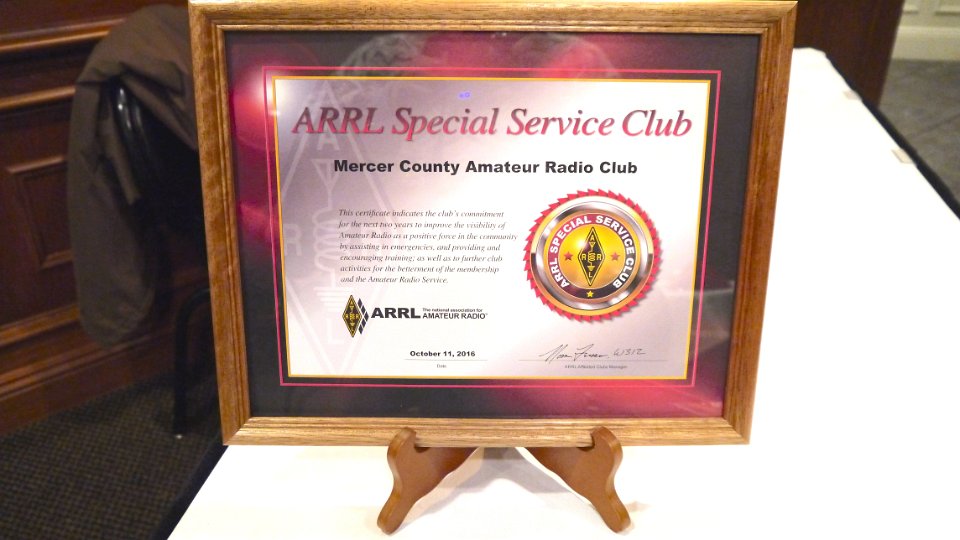 ARRL Special Service Club
Mercer County Amateur Radio Club
This certificate indicates the club's commitment
for the next two years to improve the visibility of
Amateur Radio as a positive force in the community
by assisting in emergencies, and providing and
encouraging training; as well as to further club
activities for the betterment of the membership
and the Amateur Radio Service.
ARRL SPECIAL SERVICE CLUB
A R R L
ARRL The national association for
AMATEUR RADIO
October 11, 2016
Date
W3IZ
ARRL Affiliated Clubs Manager